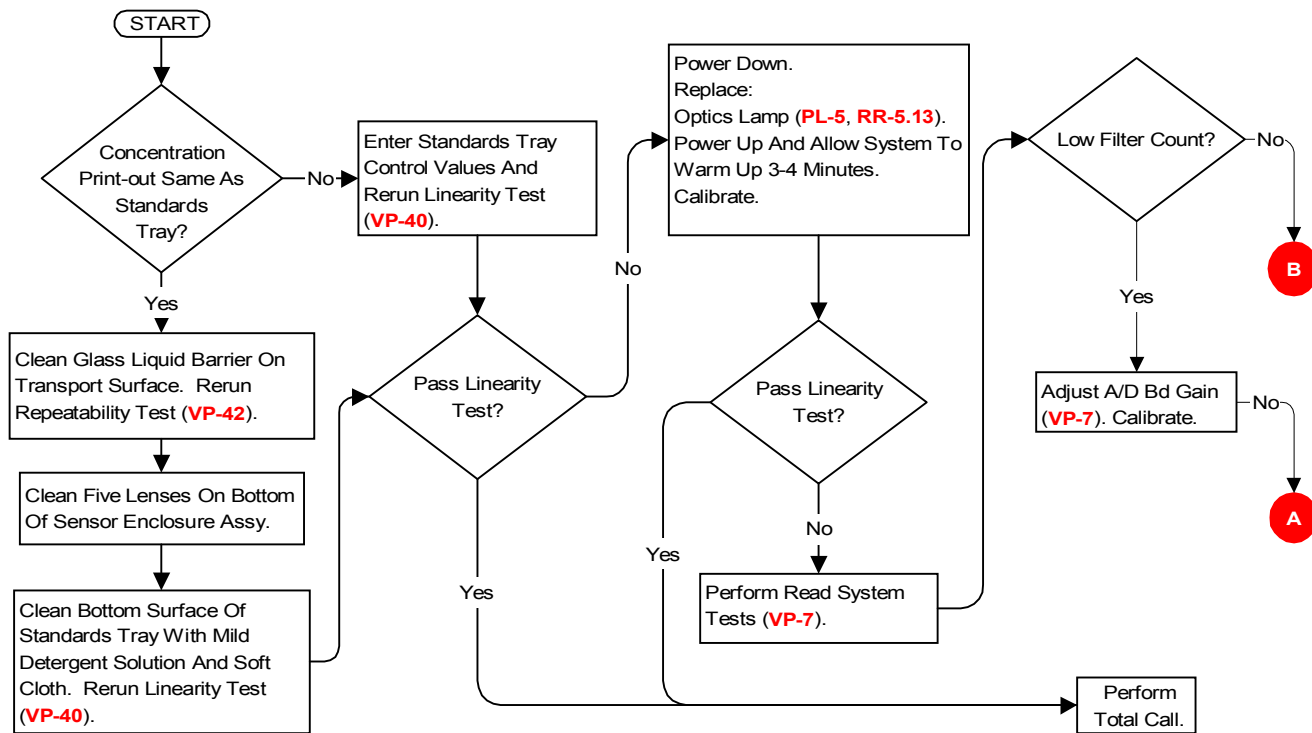 START
Concentration
Print-out Same As
Standards
Tray?
No
Yes
Enter Standards Tray
Control Values And
Rerun Linearity Test
(VP-40).
Clean Glass Liquid Barrier On
Transport Surface. Rerun
Repeatability Test (VP-42).
Clean Five Lenses On Bottom
Of Sensor Enclosure Assy.
Clean Bottom Surface Of
Standards Tray With Mild
Detergent Solution And Soft
Cloth. Rerun Linearity Test
(VP-40).
Pass Linearity
Test?
No
Yes
Power Down.
Replace:
Optics Lamp (PL-5, RR-5.13).
Power Up And Allow System To
Warm Up 3-4 Minutes.
Calibrate.
Pass Linearity
Test?
No
Yes
Perform Read System
Tests (VP-7).
Low Filter Count?
No
B
Yes
Adjust A/D Bd Gain
(VP-7). Calibrate.
No
A
Perform
Total Call.